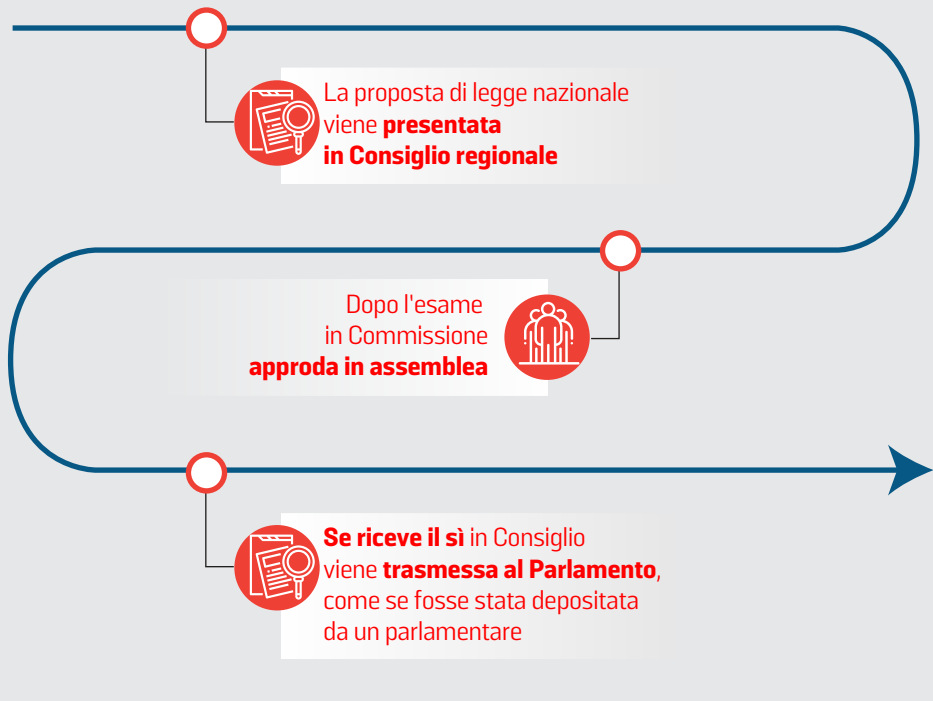 La proposta di legge nazionale
viene presentata
in Consiglio regionale
Dopo l'esame
in Commissione
approda in assemblea
Se riceve il sì in Consiglio
viene trasmessa al Parlamento,
come se fosse stata depositata
da un parlamentare